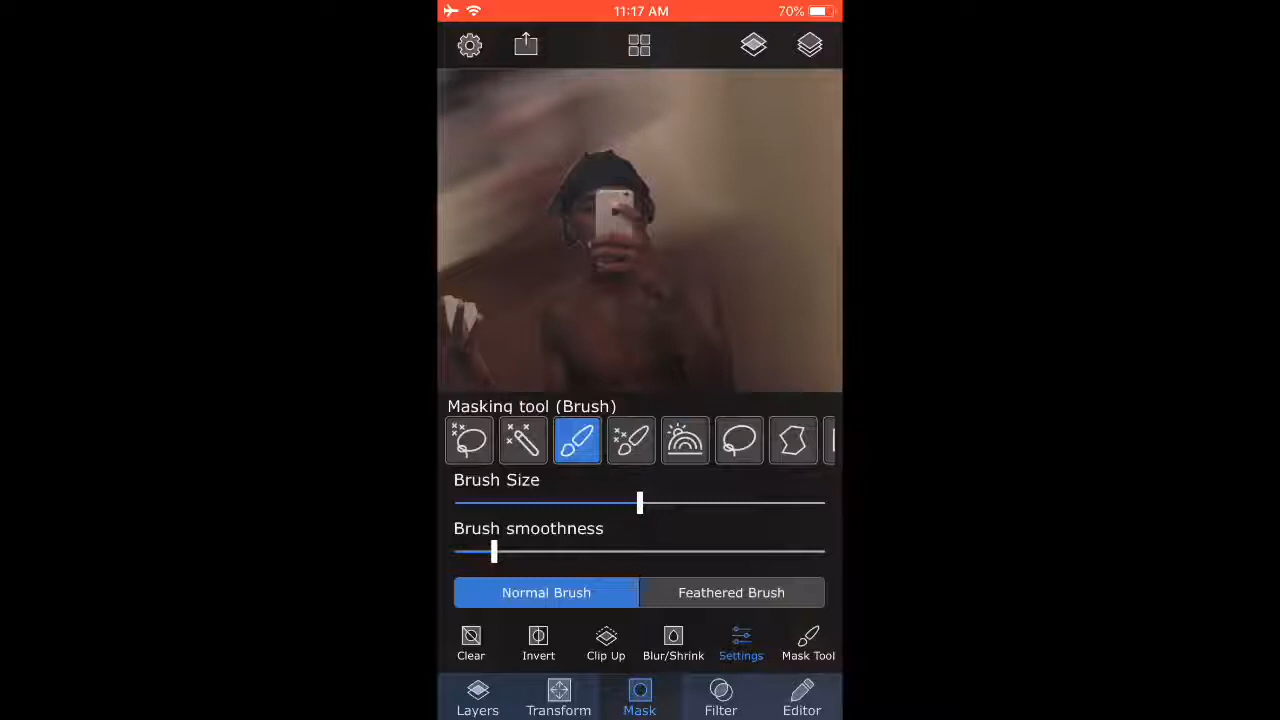 11:17 AM
70%
Masking tool (Brush)
Brush Size
Brush smoothness
Normal Brush
Feathered Brush
Clear
Invert
Clip Up
Blur/Shrink
Settings
Mask Tool
Layers
Transform
Mask
Filter
Editor